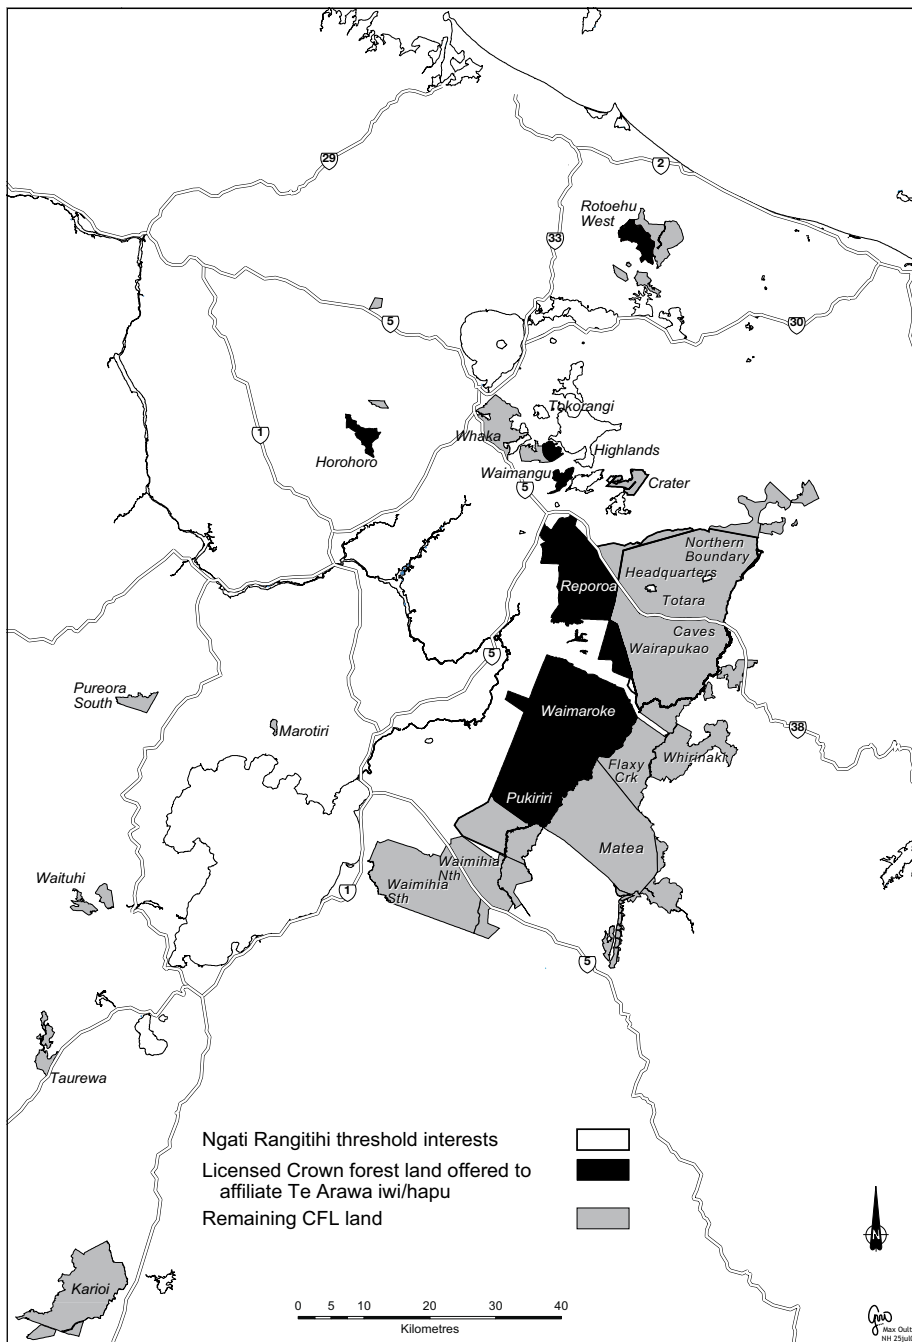 29
2
Rotoehu
West
33
5
30
Tokorangi
1
Whaka
Highlands
Horohoro
Waimangu
5
Crater
Northern
Boundary
Headquarters
Reporoa
Totara
Caves
Wairapukao
5
Pureora
South
Waimaroke
Marotiri
38
Whirinaki
Flaxy
Crk
Pukiriri
Matea
Waimihia
Nth
Waituhi
Waimihia
Sth
1
5
Taurewa
Ngati Rangitihi threshold interests
Licensed Crown forest land offered to
affiliate Te Arawa iwi/hapu
Remaining CFL land
N
Karioi
0 5 10 20 30 40
Kilometres
Max Oult